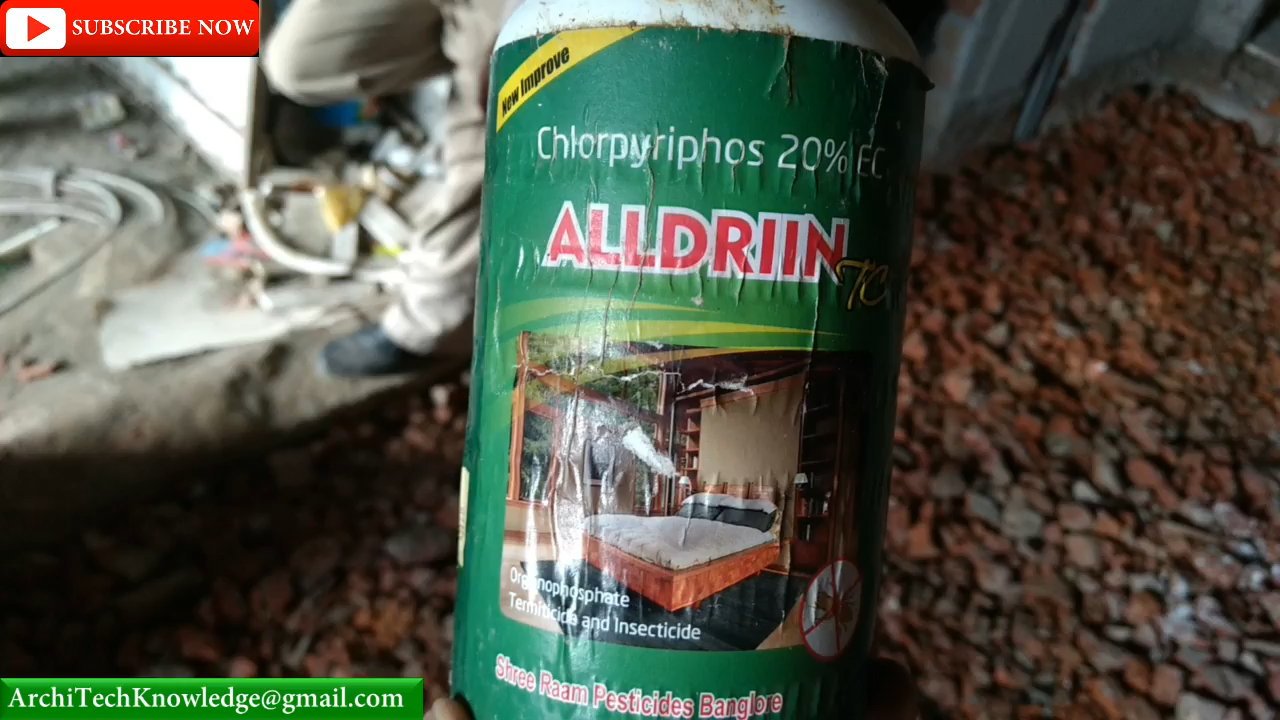 SUBSCRIBE NOW
New Improve
Chlorpyriphos 20% EC
ALLDRIIN
TC
Organophosphate
Termiticide and Insecticide
Shree Raam Pesticides Banglore
ArchiTechKnowledge@gmail.com